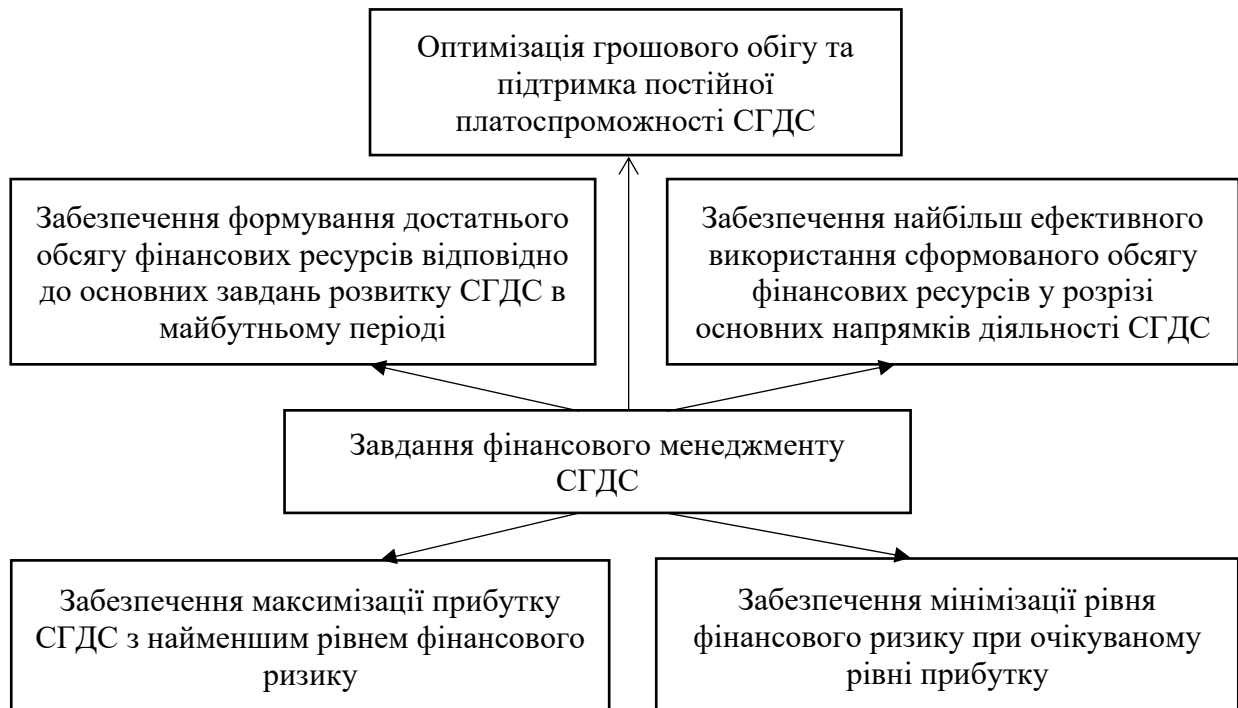 Оптимізація грошового обігу та
підтримка постійної
платоспроможності СГДС
Забезпечення формування достатнього
обсягу фінансових ресурсів відповідно
до основних завдань розвитку СГДС в
майбутньому періоді
Забезпечення найбільш ефективного
використання сформованого обсягу
фінансових ресурсів у розрізі
основних напрямків діяльності СГДС
Завдання фінансового менеджменту
СГДС
Забезпечення максимізації прибутку
СГДС з найменшим рівнем фінансового
ризику
Забезпечення мінімізації рівня
фінансового ризику при очікуваному
рівні прибутку